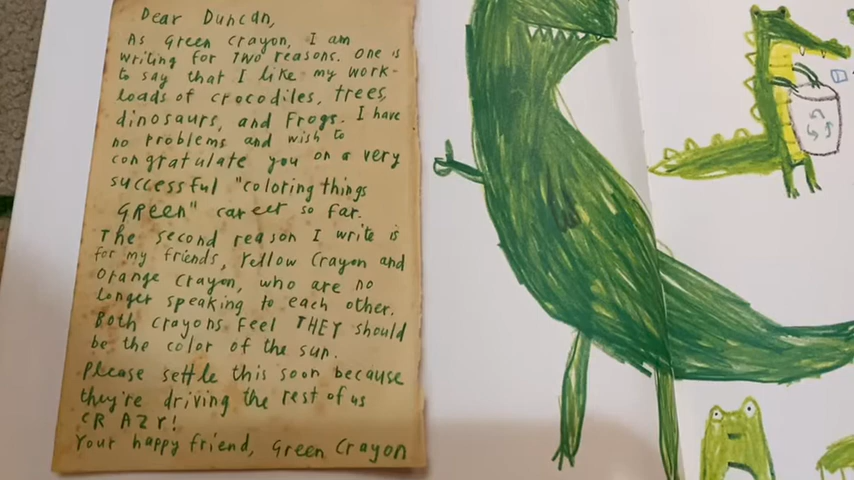 Dear Duncan,
As Green Crayon, I am
writing for TWO reasons. One is
to say that I like my work-
loads of crocodiles, trees,
dinosaurs, and frogs. I have
no problems and wish to
congratulate you on a very
successful "coloring things
GREEN" career so far.
The second reason I write is
for my friends, Yellow Crayon and
Orange Crayon, who are no
longer speaking to each other.
Both crayons feel THEY should
be the color of the sun.
Please settle this soon because
they're driving the rest of us
CRAZY!
Your happy friend, Green Crayon